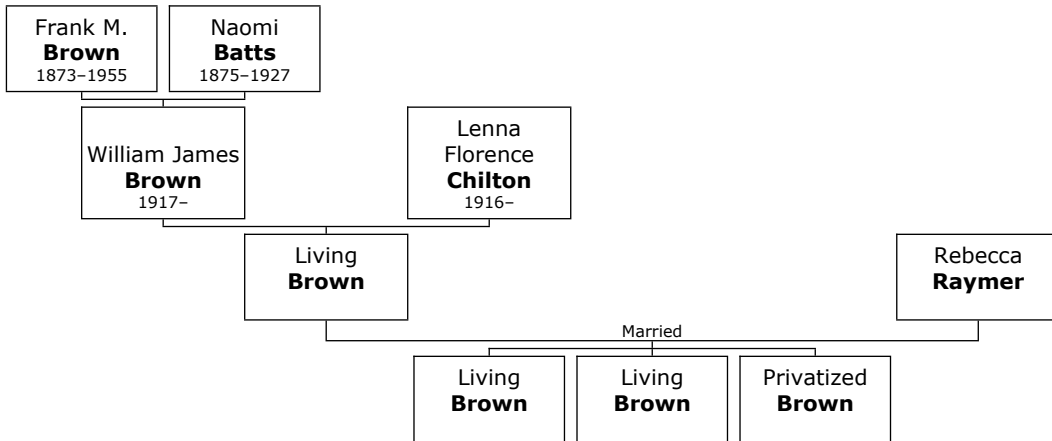 Frank M.
Brown
1873–1955
Naomi
Batts
1875–1927
William James
Brown
1917–
Lenna
Florence
Chilton
1916–
Living
Brown
Rebecca
Raymer
Married
Living
Brown
Living
Brown
Privatized
Brown